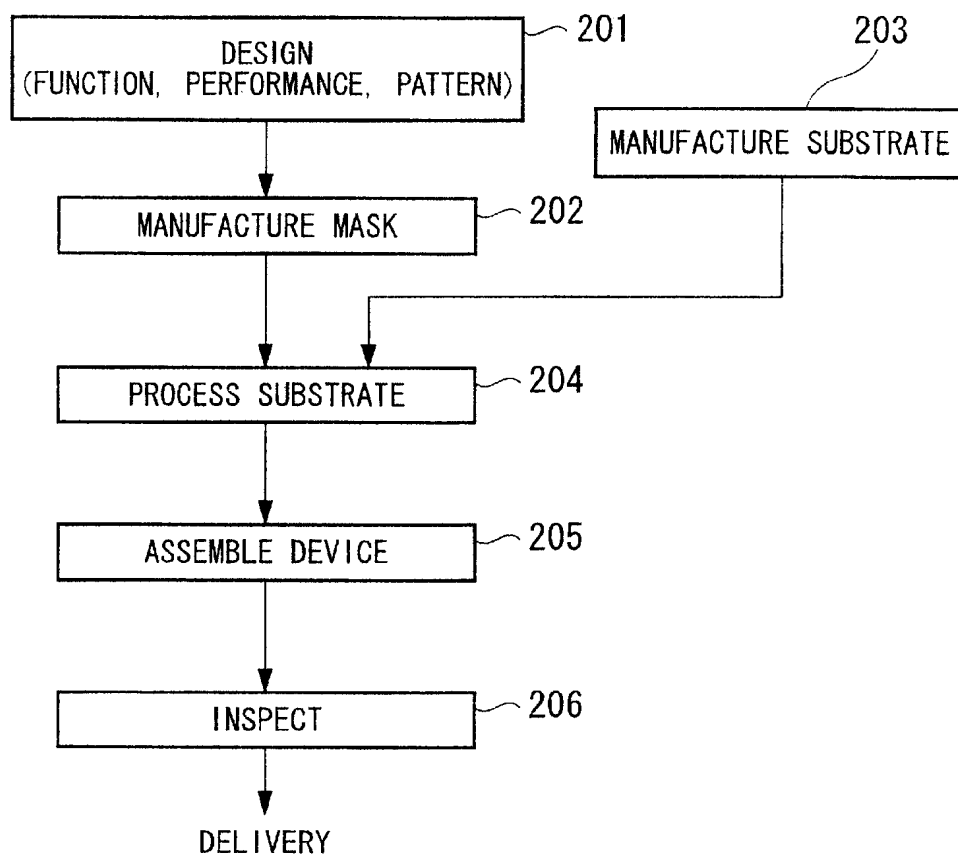 201
DESIGN
(FUNCTION, PERFORMANCE, PATTERN)
203
MANUFACTURE SUBSTRATE
202
MANUFACTURE MASK
204
PROCESS SUBSTRATE
205
ASSEMBLE DEVICE
206
INSPECT
DELIVERY